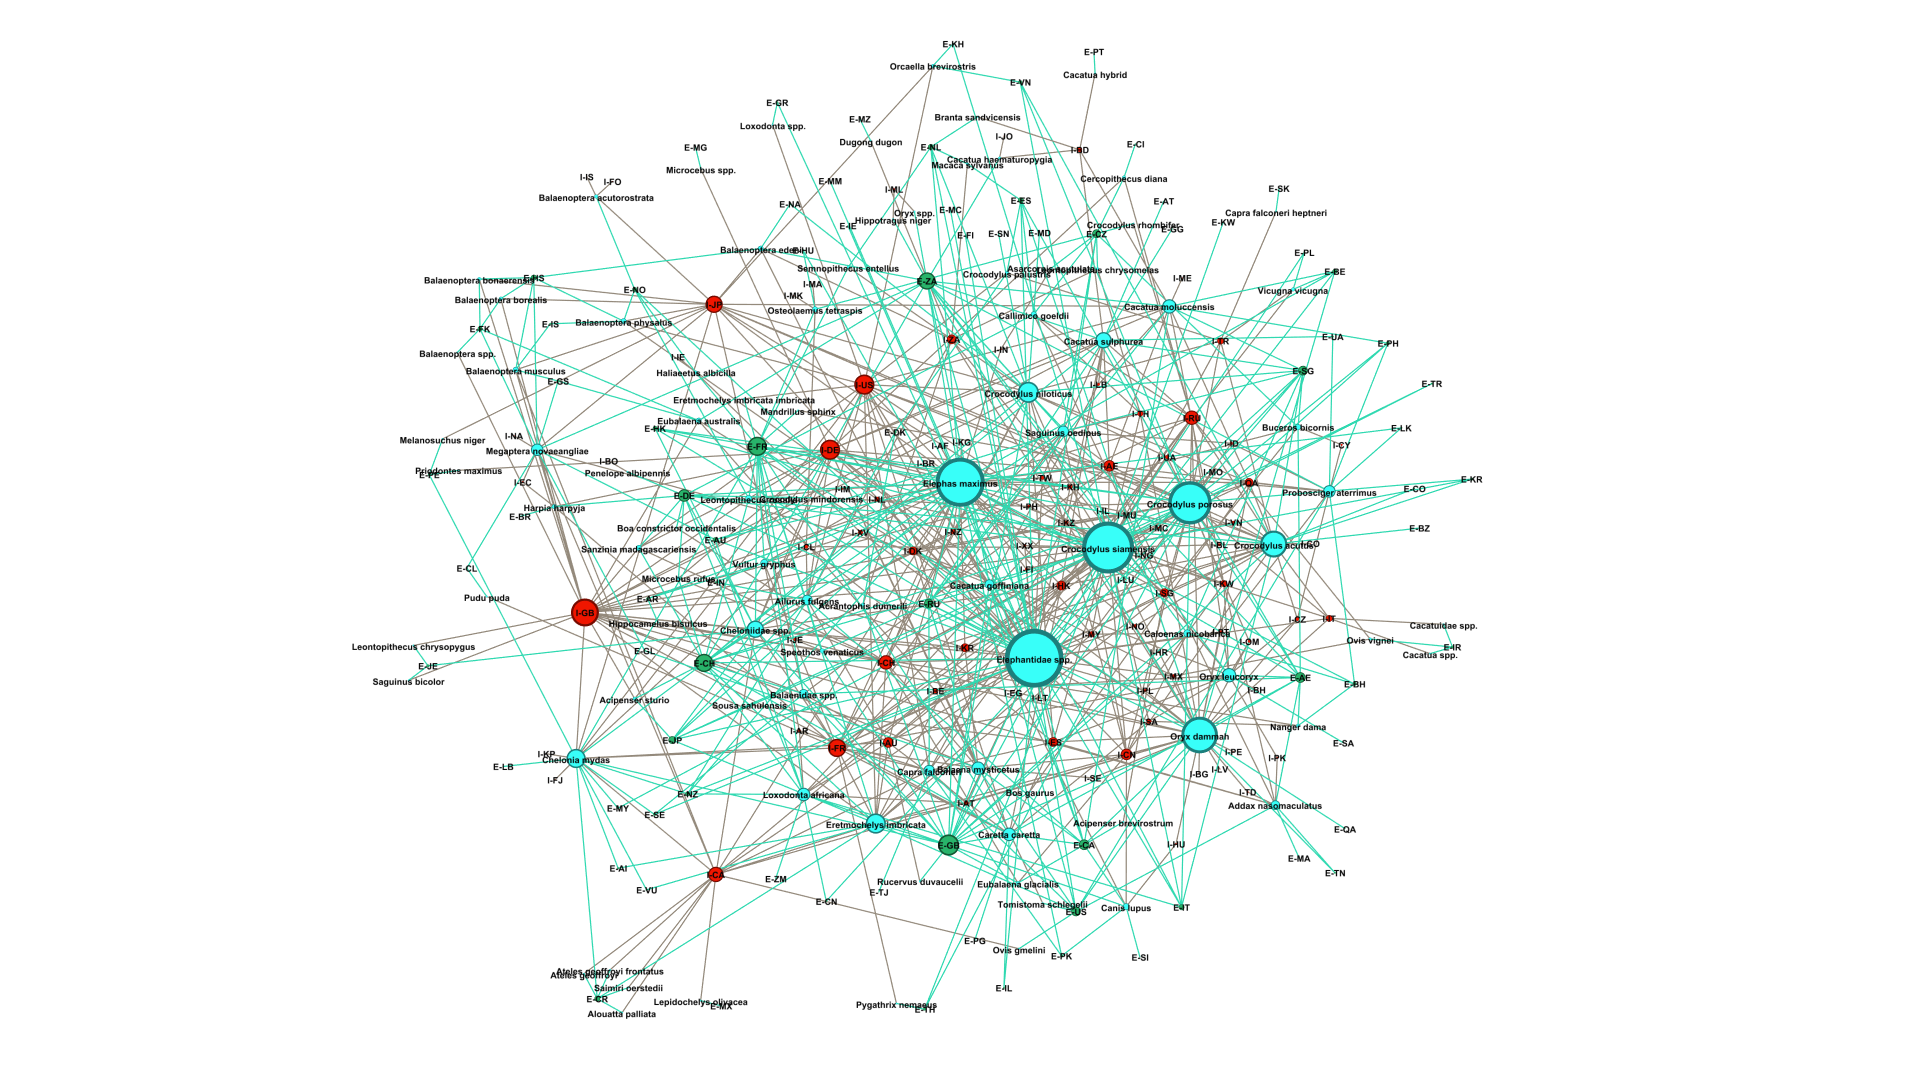 E-KH
E-PT
Orcaella brevirostris
Cacatua hybrid
E-VN
E-GR
E-MZ
Branta sandvicensis
Loxodonta spp.
I-JO
Dugong dugon
E-MG
E-NL
I-BD
E-CI
Cacatua haematuropygia
Macaca sylvanus
Microcebus spp.
I-IS
I-FO
E-MM
Cercopithecus diana
I-ML
E-SK
Balaenoptera acutorostrata
E-NA
E-ES
E-AT
E-MC
Oryx spp.
Capra falconeri heptneri
Hippotragus niger
E-IE
E-KW
Crocodylus rhombifer
E-GG
E-FI
E-SN
E-MD
E-CZ
Balaenoptera edeni
E-HU
E-PL
Semnopithecus entellus
Crocodylus palustris
Leontopithecus chrysomelas
E-BE
Balaenoptera bonaerensis
E-HS
E-ZA
I-ME
I-MA
E-NO
I-MK
Vicugna vicugna
Balaenoptera borealis
I-JP
Osteolaemus tetraspis
Cacatua moluccensis
Callimico goeldii
E-IS
Balaenoptera physalus
E-FK
I-ZA
Cacatua sulphurea
I-TR
E-UA
E-PH
I-IN
Balaenoptera spp.
I-IE
Balaenoptera musculus
Haliaeetus albicilla
E-SG
E-GS
I-US
I-LB
E-TR
Crocodylus niloticus
Eretmochelys imbricata imbricata
Mandrillus sphinx
I-TH
I-RU
Eubalaena australis
E-HK
E-DK
Saguinus oedipus
Buceros bicornis
E-LK
I-NA
Melanosuchus niger
I-AF
I-KG
I-ID
I-CY
E-FR
I-DE
Megaptera novaeangliae
I-UA
I-BO
I-BR
I-AE
Priodontes maximus
E-PE
Penelope albipennis
I-MO
I-TW
I-EC
Elephas maximus
I-QA
E-KR
I-KH
I-IM
E-CO
Probosciger aterrimus
E-DE
Crocodylus mindorensis
I-NL
Crocodylus porosus
I-PH
Harpia harpyja
I-IL
I-MU
E-BR
I-KZ
I-VN
Boa constrictor occidentalis
I-MC
E-BZ
I-XV
I-NZ
E-AU
Sanzinia madagascariensis
I-CL
I-DK
I-XX
Crocodylus siamensis
I-NG
I-BL
Crocodylus acutus
I-CO
Vultur gryphus
E-CL
I-FI
Microcebus rufus
E-IN
Cacatua goffiniana
I-HK
I-LU
I-KW
I-SG
Pudu puda
E-AR
Ailurus fulgens
Acrantophis dumerili
E-RU
I-GB
Hippocamelus bisulcus
Cheloniidae spp.
I-CZ
I-IT
Cacatuidae spp.
I-MY
I-NO
Caloenas nicobarica
I-PT
I-JE
I-OM
Ovis vignei
Leontopithecus chrysopygus
E-GL
Speothos venaticus
I-KR
E-IR
I-HR
Cacatua spp.
E-JE
E-CH
I-CH
Elephantidae spp.
Saguinus bicolor
I-MX
Oryx leucoryx
E-AE
E-BH
I-BE
I-EG
I-LT
I-PL
I-BH
Acipenser sturio
Balaenidae spp.
Sousa sahulensis
I-SA
Nanger dama
I-AR
E-JP
I-FR
I-AU
I-ES
Oryx dammah
E-SA
I-KP
I-CN
I-PE
I-PK
Chelonia mydas
E-LB
Capra falconeri
Balaena mysticetus
I-LV
I-BG
I-FJ
I-SE
E-NZ
Loxodonta africana
Bos gaurus
I-TD
I-AT
Addax nasomaculatus
E-MY
E-SE
Eretmochelys imbricata
Acipenser brevirostrum
E-QA
Caretta caretta
E-GB
E-CA
I-HU
E-MA
E-AI
I-CA
E-ZM
Rucervus duvaucelii
Eubalaena glacialis
E-TN
E-VU
E-TJ
E-CN
Tomistoma schlegelii
E-US
Canis lupus
E-IT
E-PG
Ovis gmelini
E-PK
E-SI
Ateles geoffroyi frontatus
Ateles geoffroyi
Saimiri oerstedii
E-IL
E-CR
Lepidochelys olivacea
E-MX
Pygathrix nemaeus
E-TH
Alouatta palliata